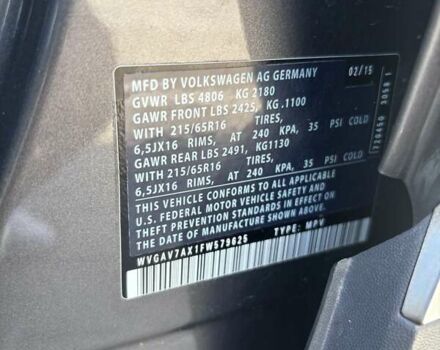 MFD BY VOLKSWAGEN AG GERMANY 02/15
GVWR LBS 4806 KG 2180
GAWR FRONT LBS 2425, KG .1100
WITH 215/65R16 TIRES,
6,5JX16 RIMS, AT 240 KPA, 35 PSI COLD
GAWR REAR LBS 2491, KG1130
WITH 215/65R16 TIRES,
6,5JX16 RIMS, AT 240 KPA, 35 PSI COLD
THIS VEHICLE CONFORMS TO ALL APPLICABLE
U.S. FEDERAL MOTOR VEHICLE SAFETY AND
THEFT PREVENTION STANDARDS IN EFFECT ON
THE DATE OF MANUFACTURE SHOWN ABOVE
WVGAV7AX1FW579625 TYPE: MPV